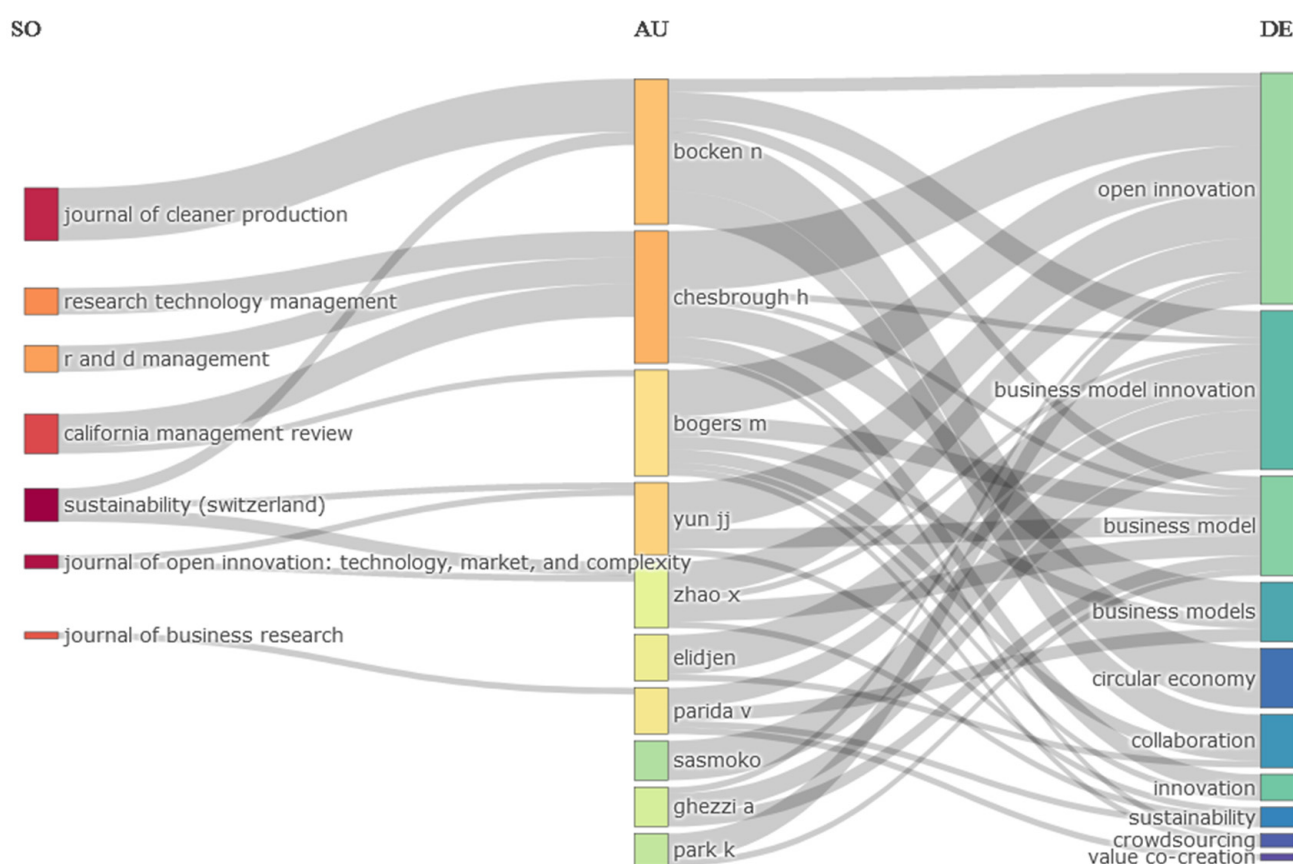 SO
AU
DE
journal of cleaner production
research technology management
r and d management
california management review
sustainability (switzerland)
journal of open innovation: technology, market, and complexity
journal of business research
bocken n
chesbrough h
bogers m
yun jj
zhao x
elidjen
parida v
sasmoko
ghezzi a
park k
open innovation
business model innovation
business model
business models
circular economy
collaboration
innovation
sustainability
crowdsourcing
value co-creation